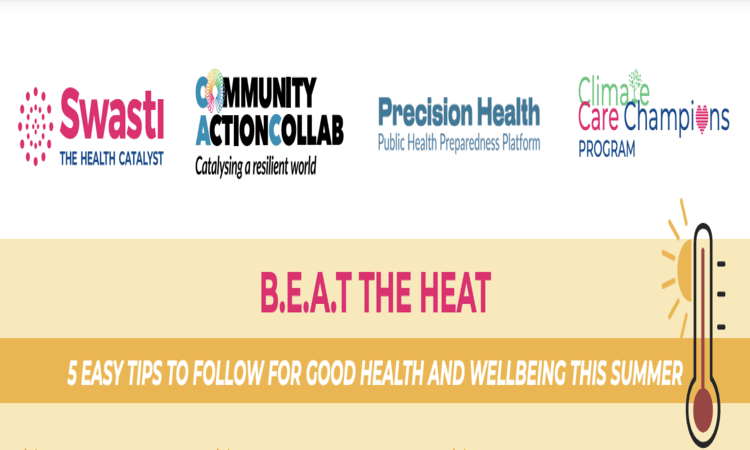 Swasti
THE HEALTH CATALYST
COMMUNITY
ACTIONCOLLAB
Catalysing a resilient world
Precision Health
Public Health Preparedness Platform
Climate
Care Champions
PROGRAM
B.E.A.T THE HEAT
5 EASY TIPS TO FOLLOW FOR GOOD HEALTH AND WELLBEING THIS SUMMER